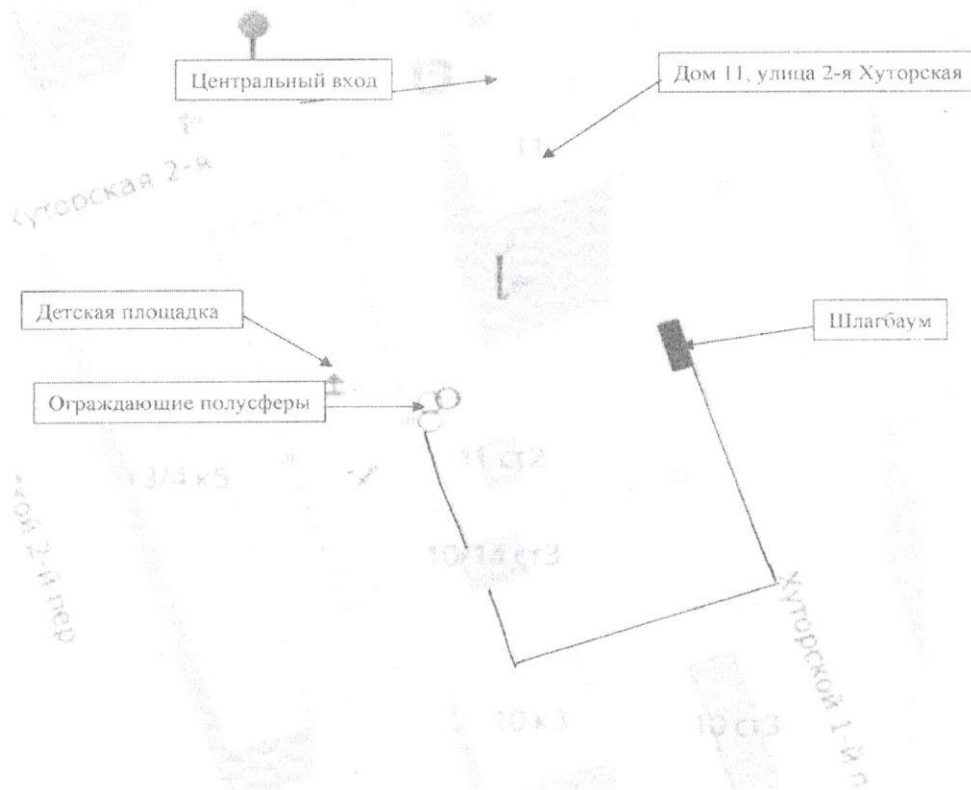 Центральный вход
Дом 11, улица 2-я Хуторская
11
Хуторская 2-я
Детская площадка
Шлагбаум
Ограждающие полусферы
11 ст2
13/4 к5
10/14 ст3
2-й пер
Хуторской 1-й п
10 к3
10 ст3